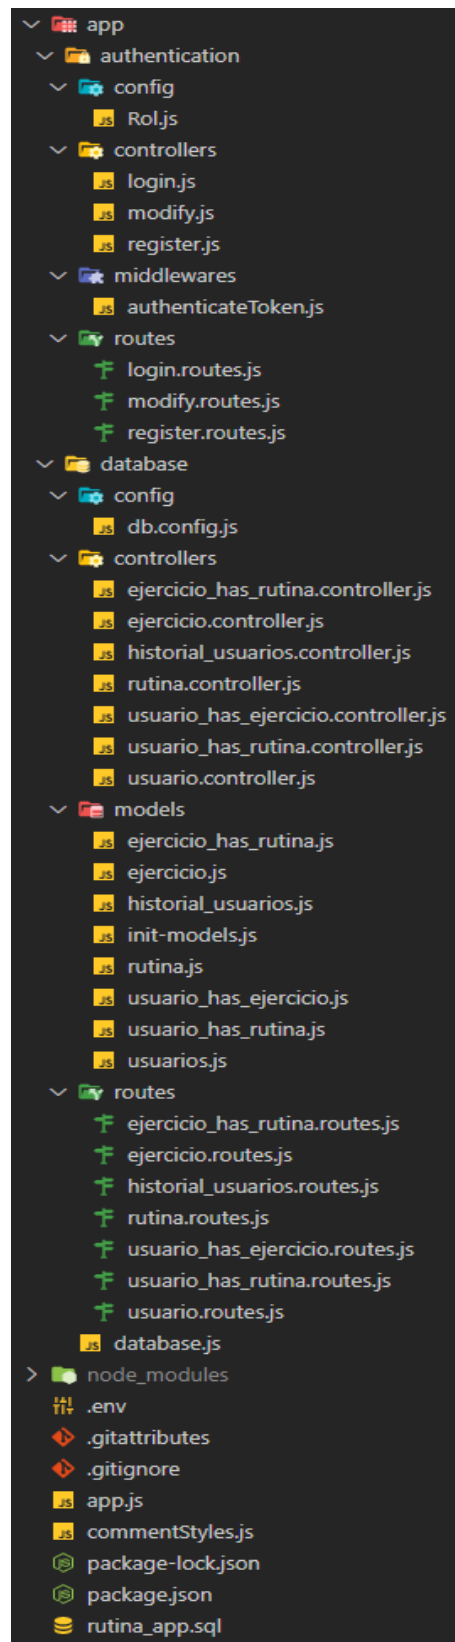 app
authentication
config
Rol.js
controllers
login.js
modify.js
register.js
middlewares
authenticateToken.js
routes
login.routes.js
modify.routes.js
register.routes.js
database
config
db.config.js
controllers
ejercicio_has_rutina.controller.js
ejercicio.controller.js
historial_usuarios.controller.js
rutina.controller.js
usuario_has_ejercicio.controller.js
usuario_has_rutina.controller.js
usuario.controller.js
models
ejercicio_has_rutina.js
ejercicio.js
historial_usuarios.js
init-models.js
rutina.js
usuario_has_ejercicio.js
usuario_has_rutina.js
usuarios.js
routes
ejercicio_has_rutina.routes.js
ejercicio.routes.js
historial_usuarios.routes.js
rutina.routes.js
usuario_has_ejercicio.routes.js
usuario_has_rutina.routes.js
usuario.routes.js
database.js
node_modules
.env
.gitattributes
.gitignore
app.js
commentStyles.js
package-lock.json
package.json
rutina_app.sql